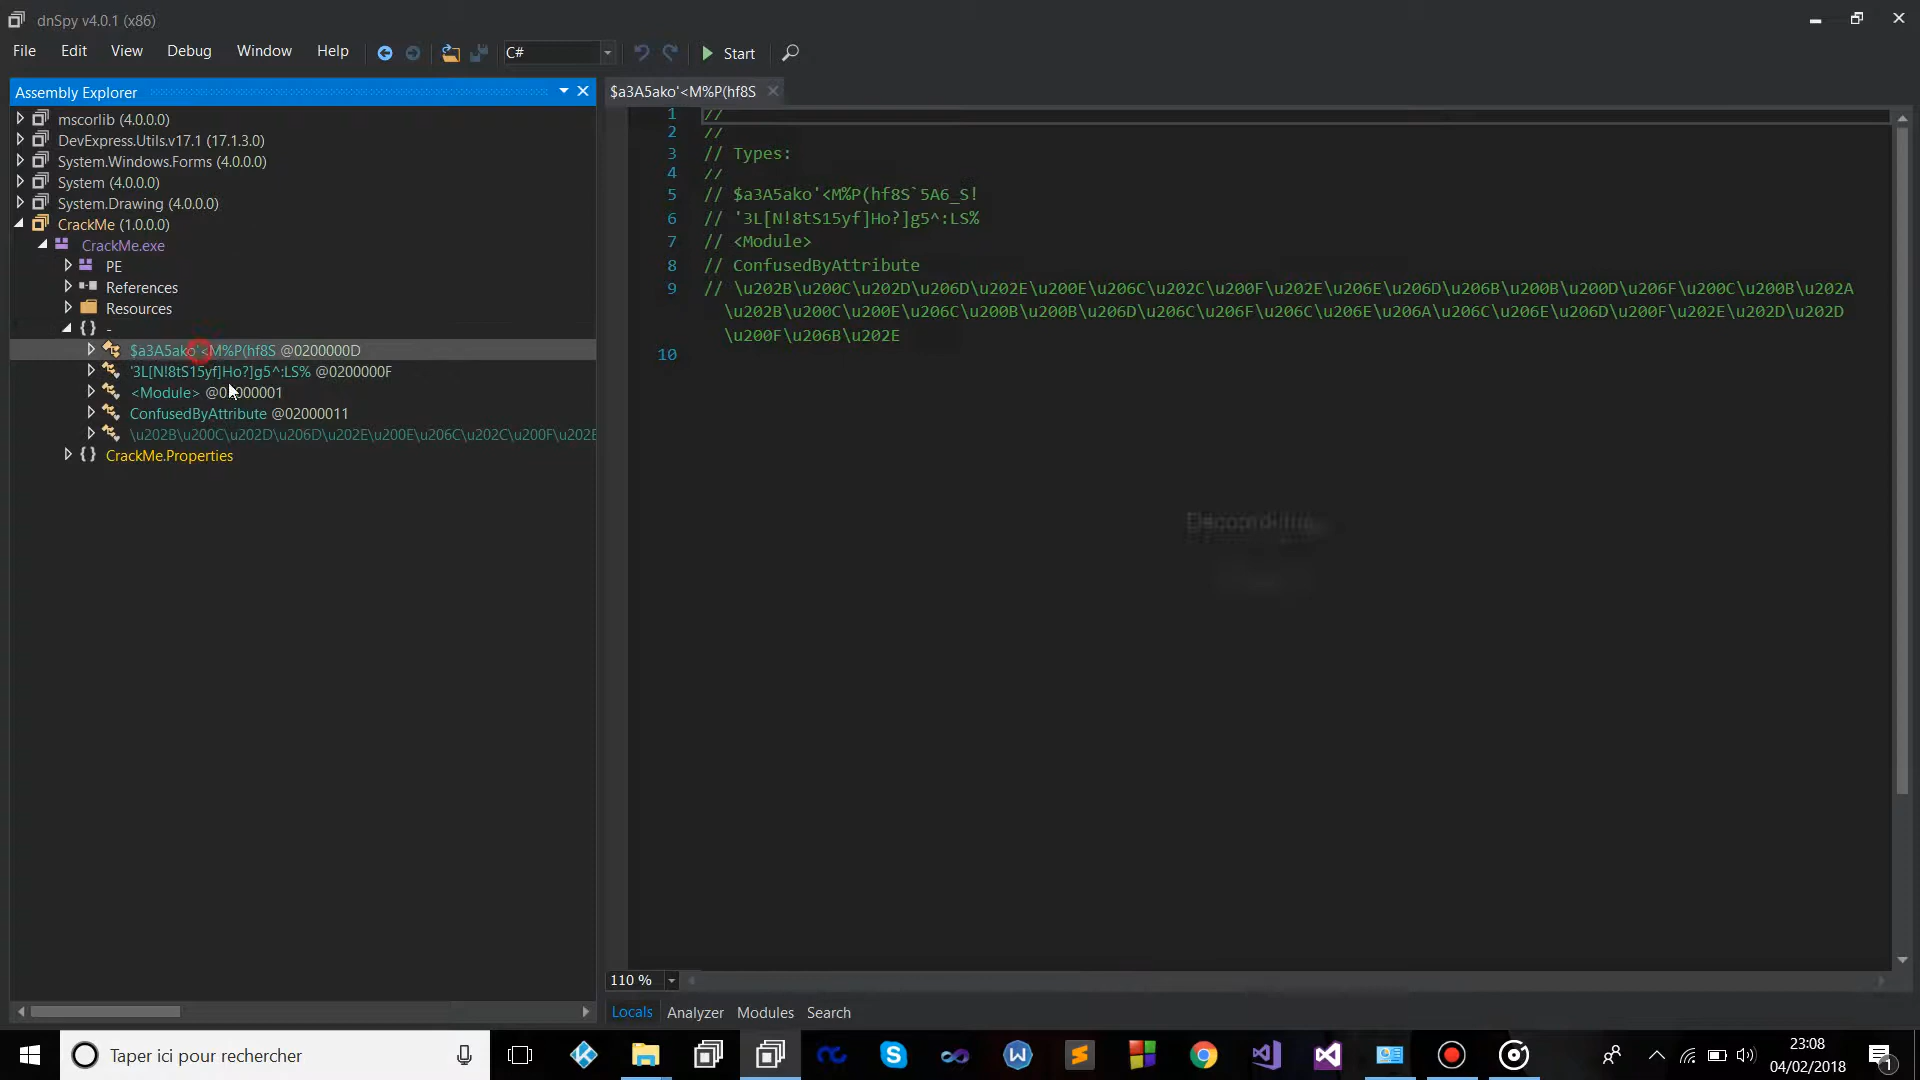 dnSpy v4.0.1 (x86)
File Edit View Debug Window Help C# Start
Assembly Explorer
mscorlib (4.0.0.0)
DevExpress.Utils.v17.1 (17.1.3.0)
System.Windows.Forms (4.0.0.0)
System (4.0.0.0)
System.Drawing (4.0.0.0)
CrackMe (1.0.0.0)
CrackMe.exe
PE
References
Resources
{ } -
$a3A5ako'<M%P(hf8S @0200000D
'3L[N!8tS15yf]Ho?]g5^:LS% @0200000F
<Module> @02000001
ConfusedByAttribute @02000011
\u202B\u200C\u202D\u206D\u202E\u200E\u206C\u202C\u200F\u202E
{ } CrackMe.Properties
$a3A5ako'<M%P(hf8S
1 //
2 //
3 // Types:
4 //
5 // $a3A5ako'<M%P(hf8S`5A6_S!
6 // '3L[N!8tS15yf]Ho?]g5^:LS%
7 // <Module>
8 // ConfusedByAttribute
9 // \u202B\u200C\u202D\u206D\u202E\u200E\u206C\u202C\u200F\u202E\u206E\u206D\u206B\u200B\u200D\u206F\u200C\u200B\u202A
\u202B\u200C\u200E\u206C\u200B\u200B\u206D\u206C\u206F\u206C\u206E\u206A\u206C\u206E\u206D\u200F\u202E\u202D\u202D
\u200F\u206B\u202E
10
110 %
Locals Analyzer Modules Search
Taper ici pour rechercher
23:08
04/02/2018
1